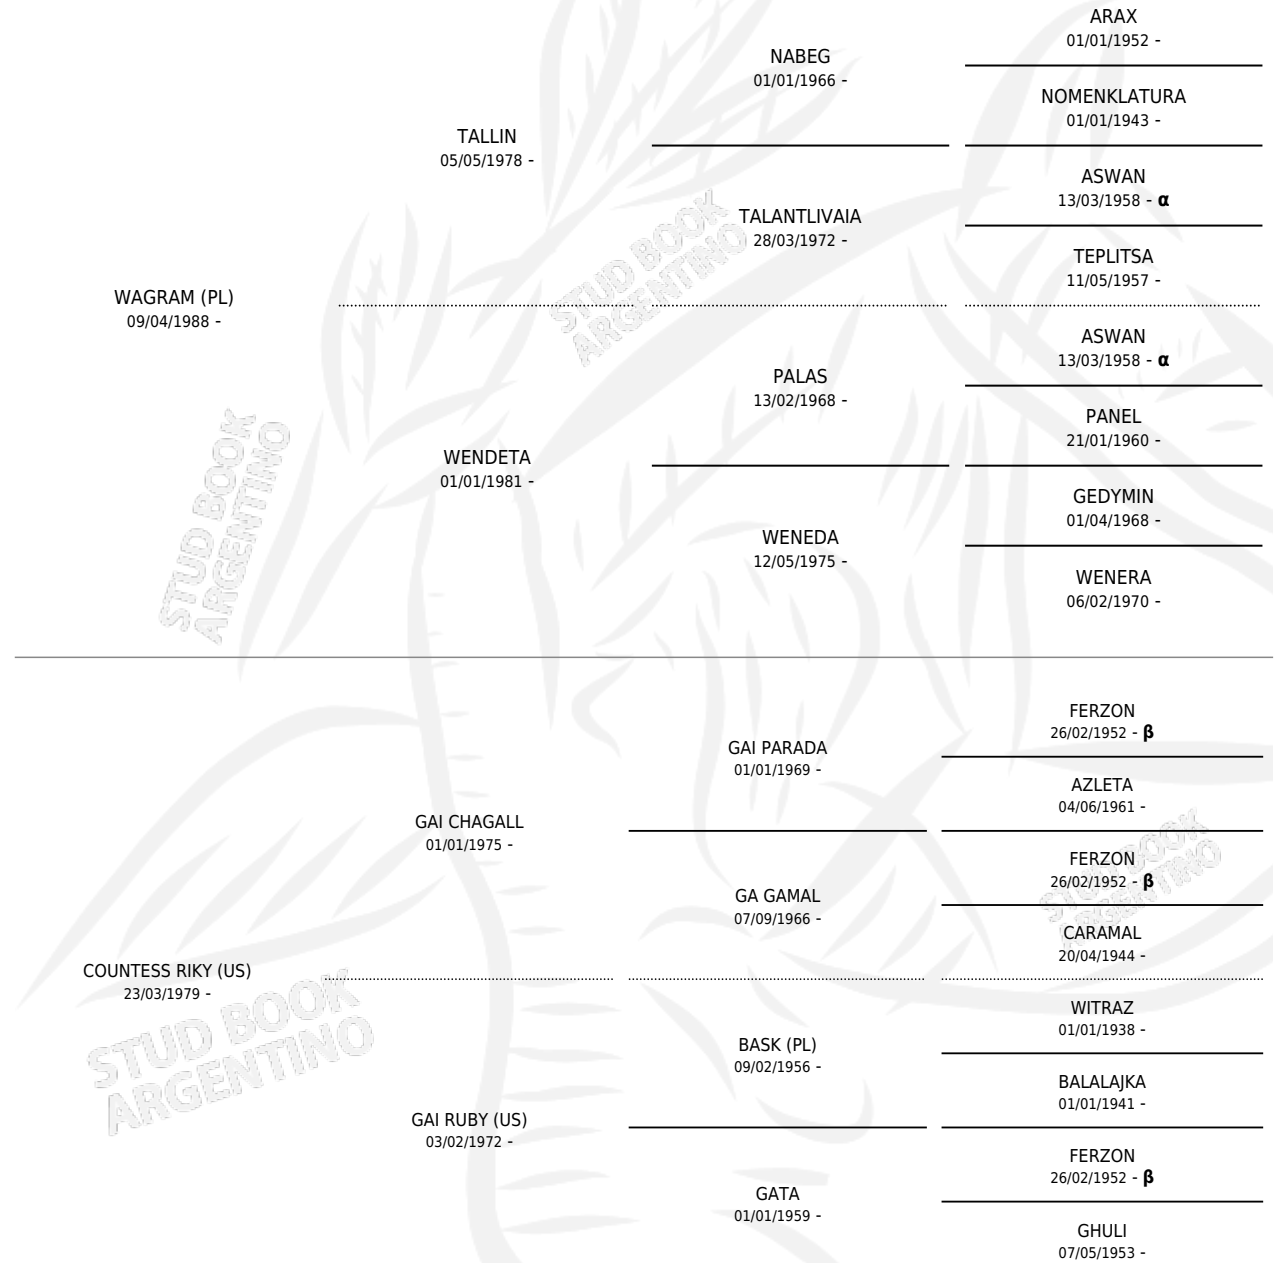 ARAX
01/01/1952 -
NABEG
01/01/1966 -
NOMENKLATURA
01/01/1943 -
TALLIN
05/05/1978 -
ASWAN
13/03/1958 - α
TALANTLIVAIA
28/03/1972 -
TEPLITSA
11/05/1957 -
WAGRAM (PL)
09/04/1988 -
ASWAN
13/03/1958 - α
PALAS
13/02/1968 -
PANEL
21/01/1960 -
WENDETA
01/01/1981 -
GEDYMIN
01/04/1968 -
WENEDA
12/05/1975 -
WENERA
06/02/1970 -
FERZON
26/02/1952 - β
GAI PARADA
01/01/1969 -
AZLETA
04/06/1961 -
GAI CHAGALL
01/01/1975 -
FERZON
26/02/1952 - β
GA GAMAL
07/09/1966 -
CARAMAL
20/04/1944 -
COUNTESS RIKY (US)
23/03/1979 -
WITRAZ
01/01/1938 -
BASK (PL)
09/02/1956 -
BALALAJKA
01/01/1941 -
GAI RUBY (US)
03/02/1972 -
FERZON
26/02/1952 - β
GATA
01/01/1959 -
GHULI
07/05/1953 -
STUD BOOK
ARGENTINO
STUD BOOK
ARGENTINO
STUD BOOK
ARGENTINO
STUD BOOK
ARGENTINO